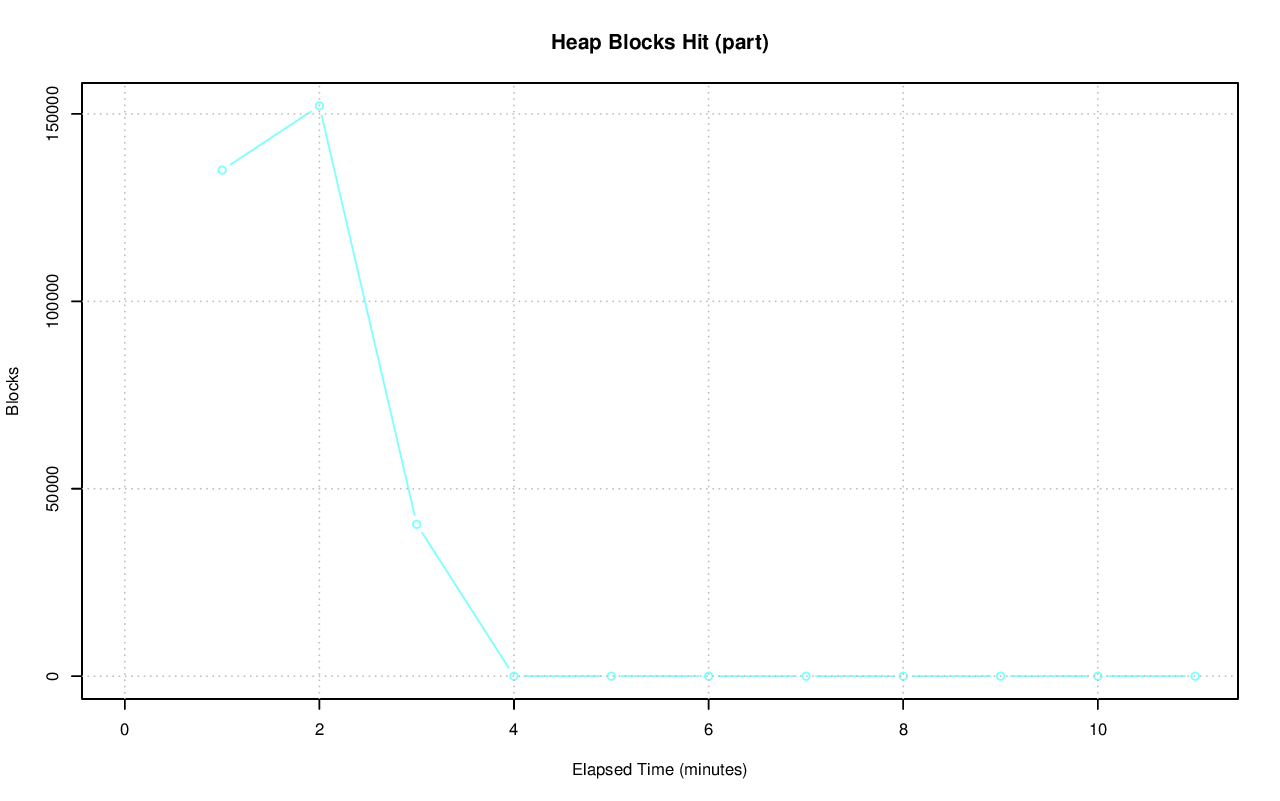 Heap Blocks Hit (part)
150000
100000
50000
0
Blocks
0 2 4 6 8 10
Elapsed Time (minutes)